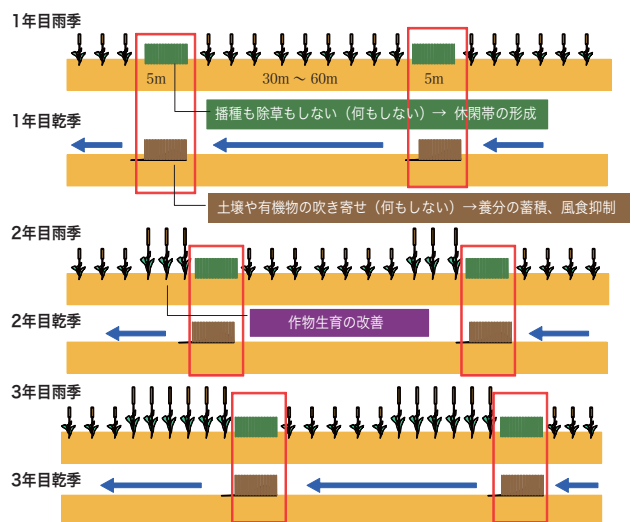 1年目雨季
5m
30m～60m
5m
播種も除草もしない（何もしない）→ 休閑帯の形成
1年目乾季
土壌や有機物の吹き寄せ（何もしない）→養分の蓄積、風食抑制
2年目雨季
作物生育の改善
2年目乾季
3年目雨季
3年目乾季